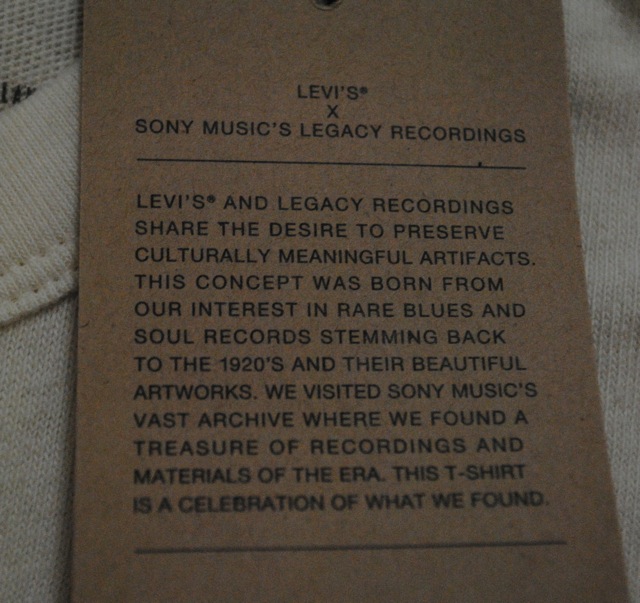 LEVI'S®
X
SONY MUSIC'S LEGACY RECORDINGS
LEVI'S® AND LEGACY RECORDINGS
SHARE THE DESIRE TO PRESERVE
CULTURALLY MEANINGFUL ARTIFACTS.
THIS CONCEPT WAS BORN FROM
OUR INTEREST IN RARE BLUES AND
SOUL RECORDS STEMMING BACK
TO THE 1920'S AND THEIR BEAUTIFUL
ARTWORKS. WE VISITED SONY MUSIC'S
VAST ARCHIVE WHERE WE FOUND A
TREASURE OF RECORDINGS AND
MATERIALS OF THE ERA. THIS T-SHIRT
IS A CELEBRATION OF WHAT WE FOUND.